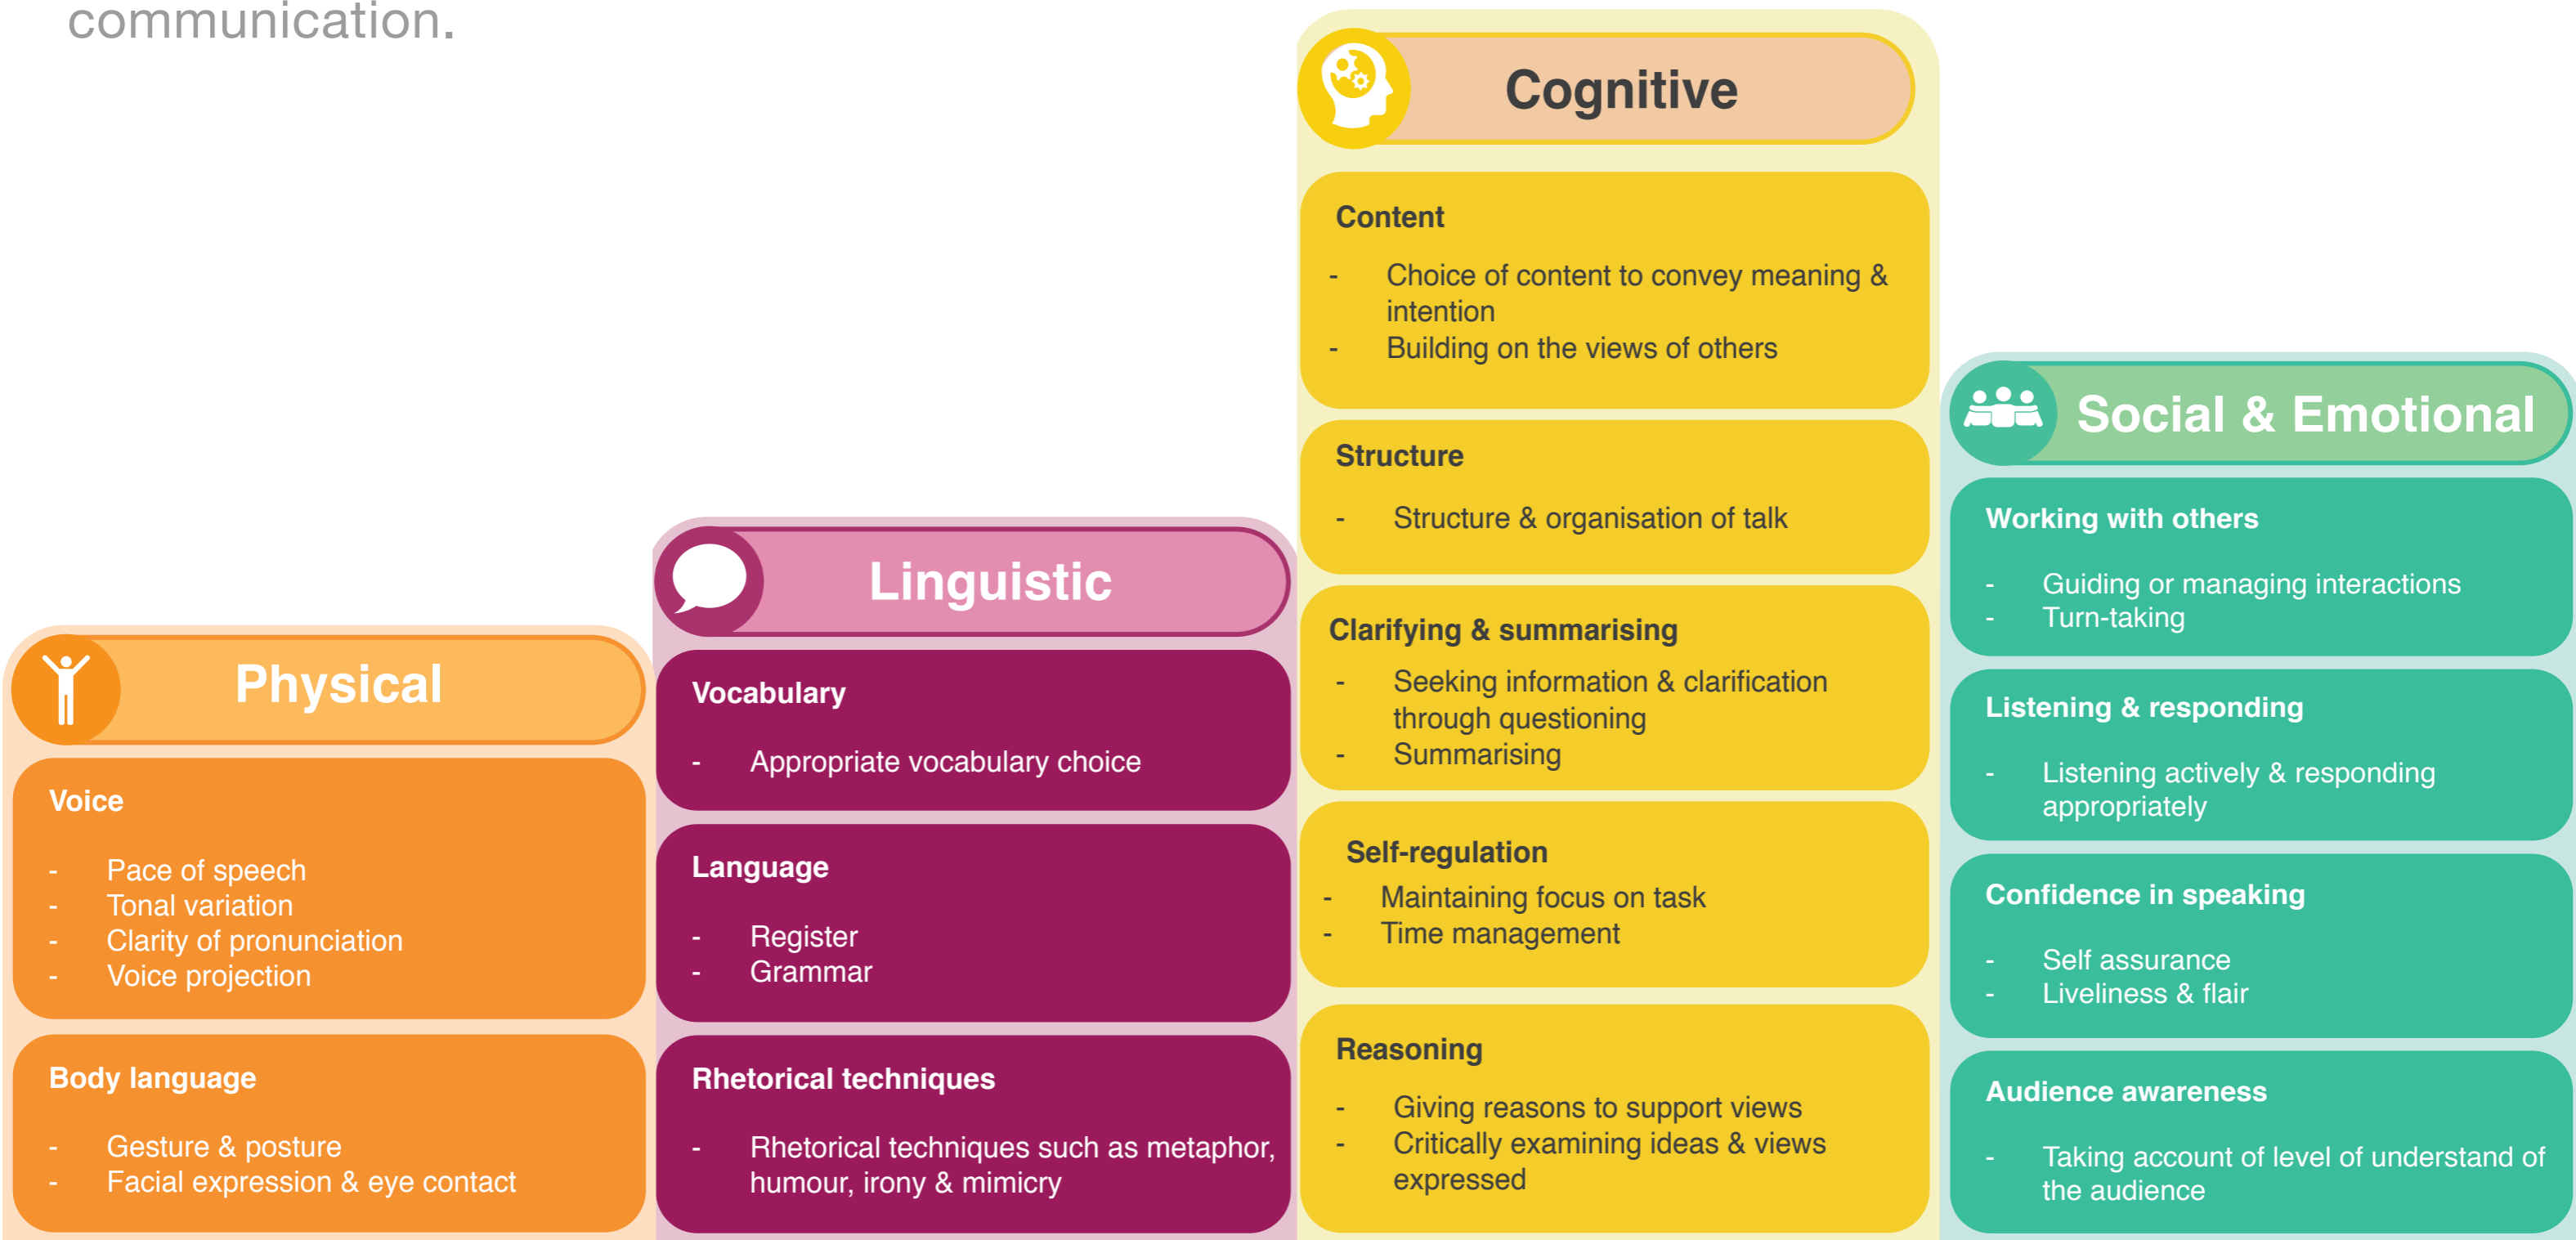 communication.
Physical
Voice
- Pace of speech
- Tonal variation
- Clarity of pronunciation
- Voice projection
Body language
- Gesture & posture
- Facial expression & eye contact
Linguistic
Vocabulary
- Appropriate vocabulary choice
Language
- Register
- Grammar
Rhetorical techniques
- Rhetorical techniques such as metaphor,
humour, irony & mimicry
Cognitive
Content
- Choice of content to convey meaning &
intention
- Building on the views of others
Structure
- Structure & organisation of talk
Clarifying & summarising
- Seeking information & clarification
through questioning
- Summarising
Self-regulation
- Maintaining focus on task
- Time management
Reasoning
- Giving reasons to support views
- Critically examining ideas & views
expressed
Social & Emotional
Working with others
- Guiding or managing interactions
- Turn-taking
Listening & responding
- Listening actively & responding
appropriately
Confidence in speaking
- Self assurance
- Liveliness & flair
Audience awareness
- Taking account of level of understand of
the audience